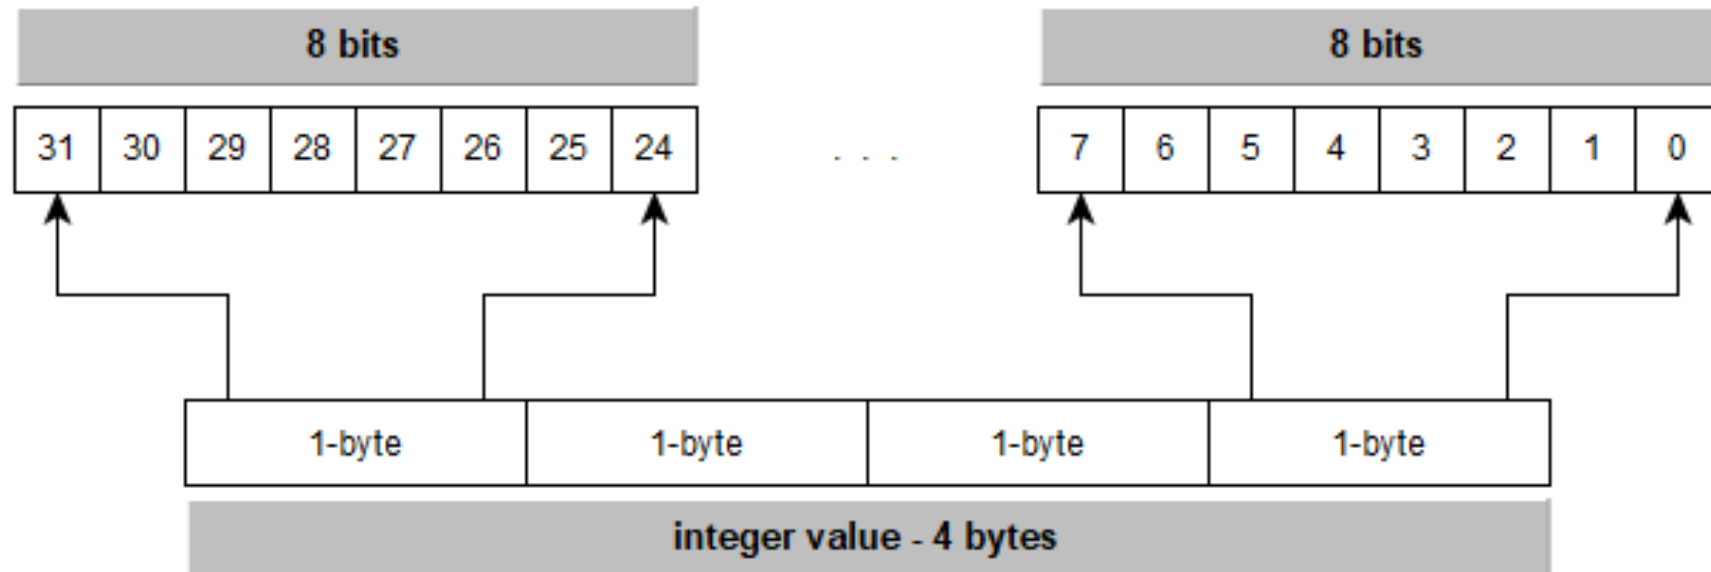 8 bits 8 bits
31 30 29 28 27 26 25 24 . . . 7 6 5 4 3 2 1 0
1-byte 1-byte 1-byte 1-byte
integer value - 4 bytes